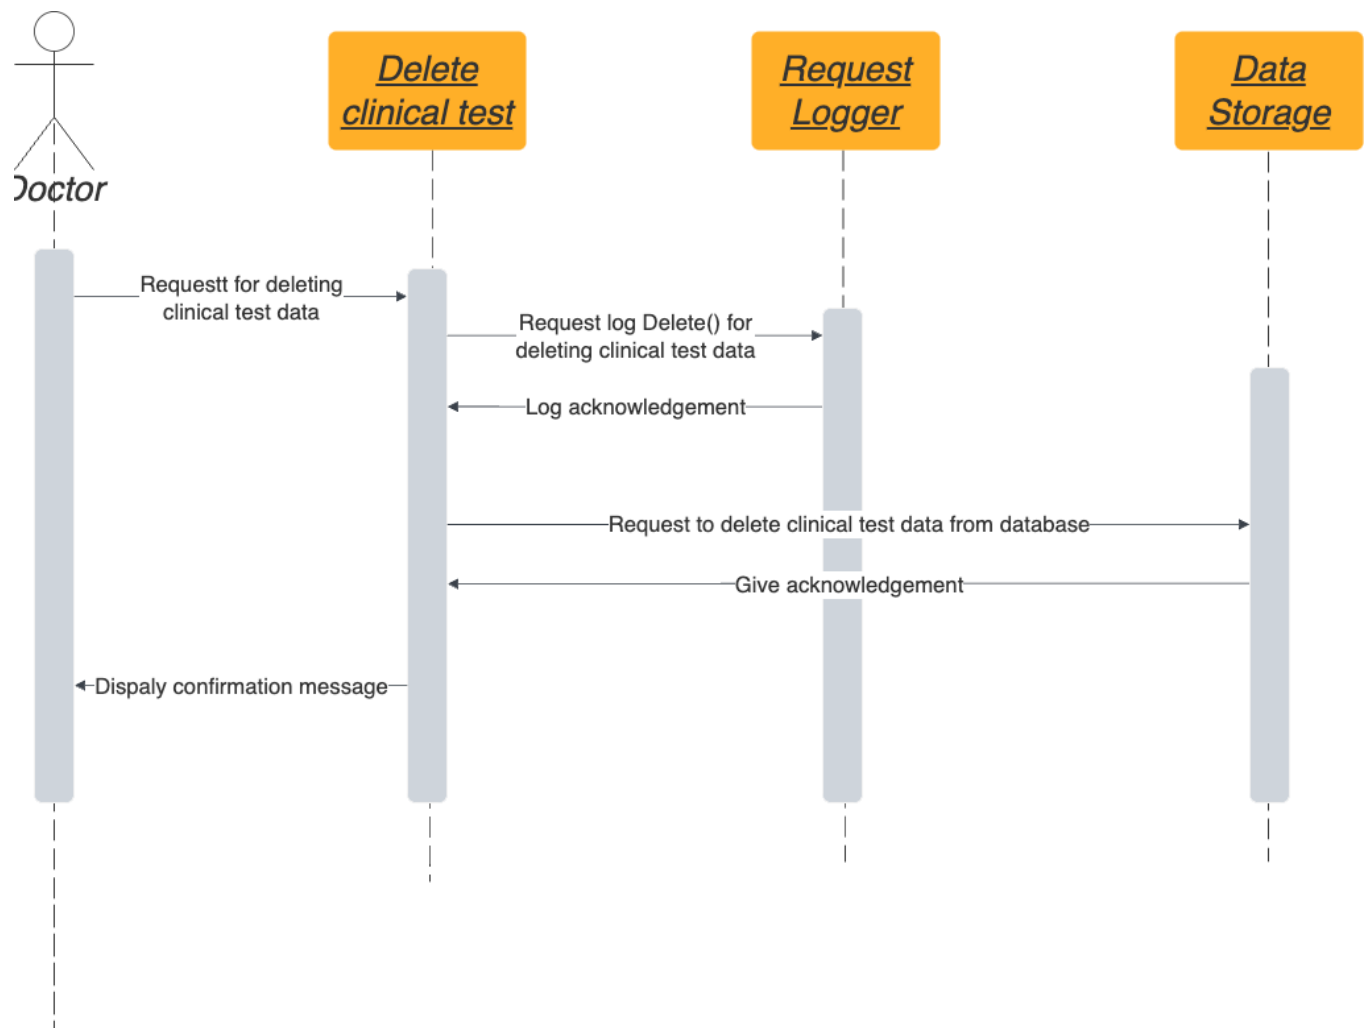 Delete
clinical test
Request
Logger
Data
Storage
Doctor
Requestt for deleting
clinical test data
Request log Delete() for
deleting clinical test data
Log acknowledgement
Request to delete clinical test data from database
Give acknowledgement
Dispaly confirmation message